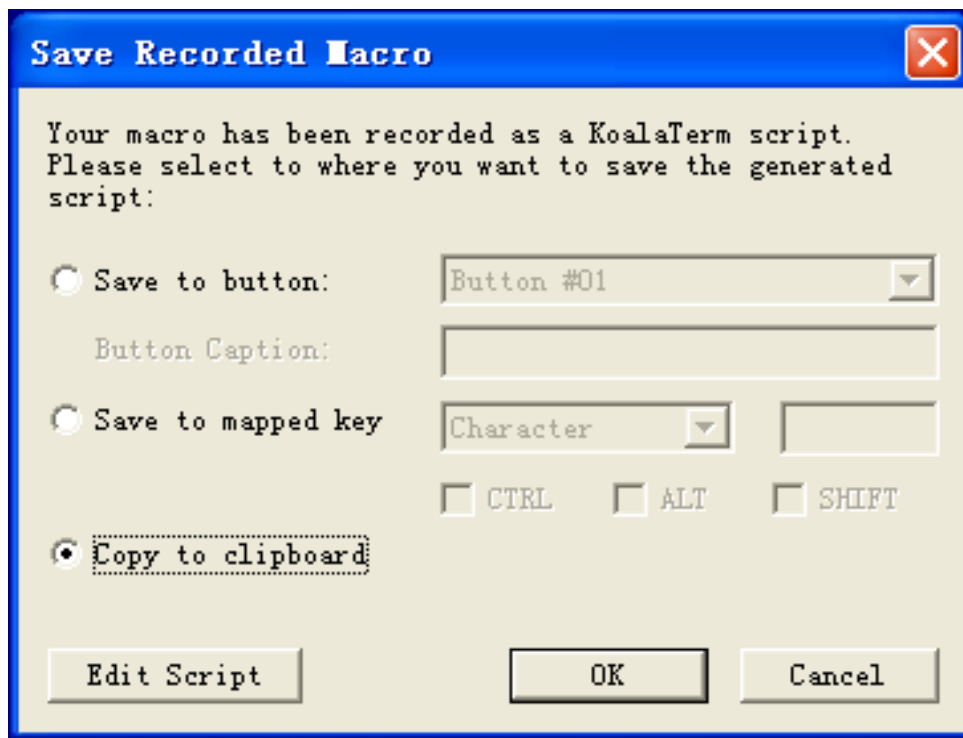 Save Recorded Macro
Your macro has been recorded as a KoalaTerm script.
Please select to where you want to save the generated
script:
Save to button: Button #01
Button Caption:
Save to mapped key Character
CTRL ALT SHIFT
Copy to clipboard
Edit Script OK Cancel